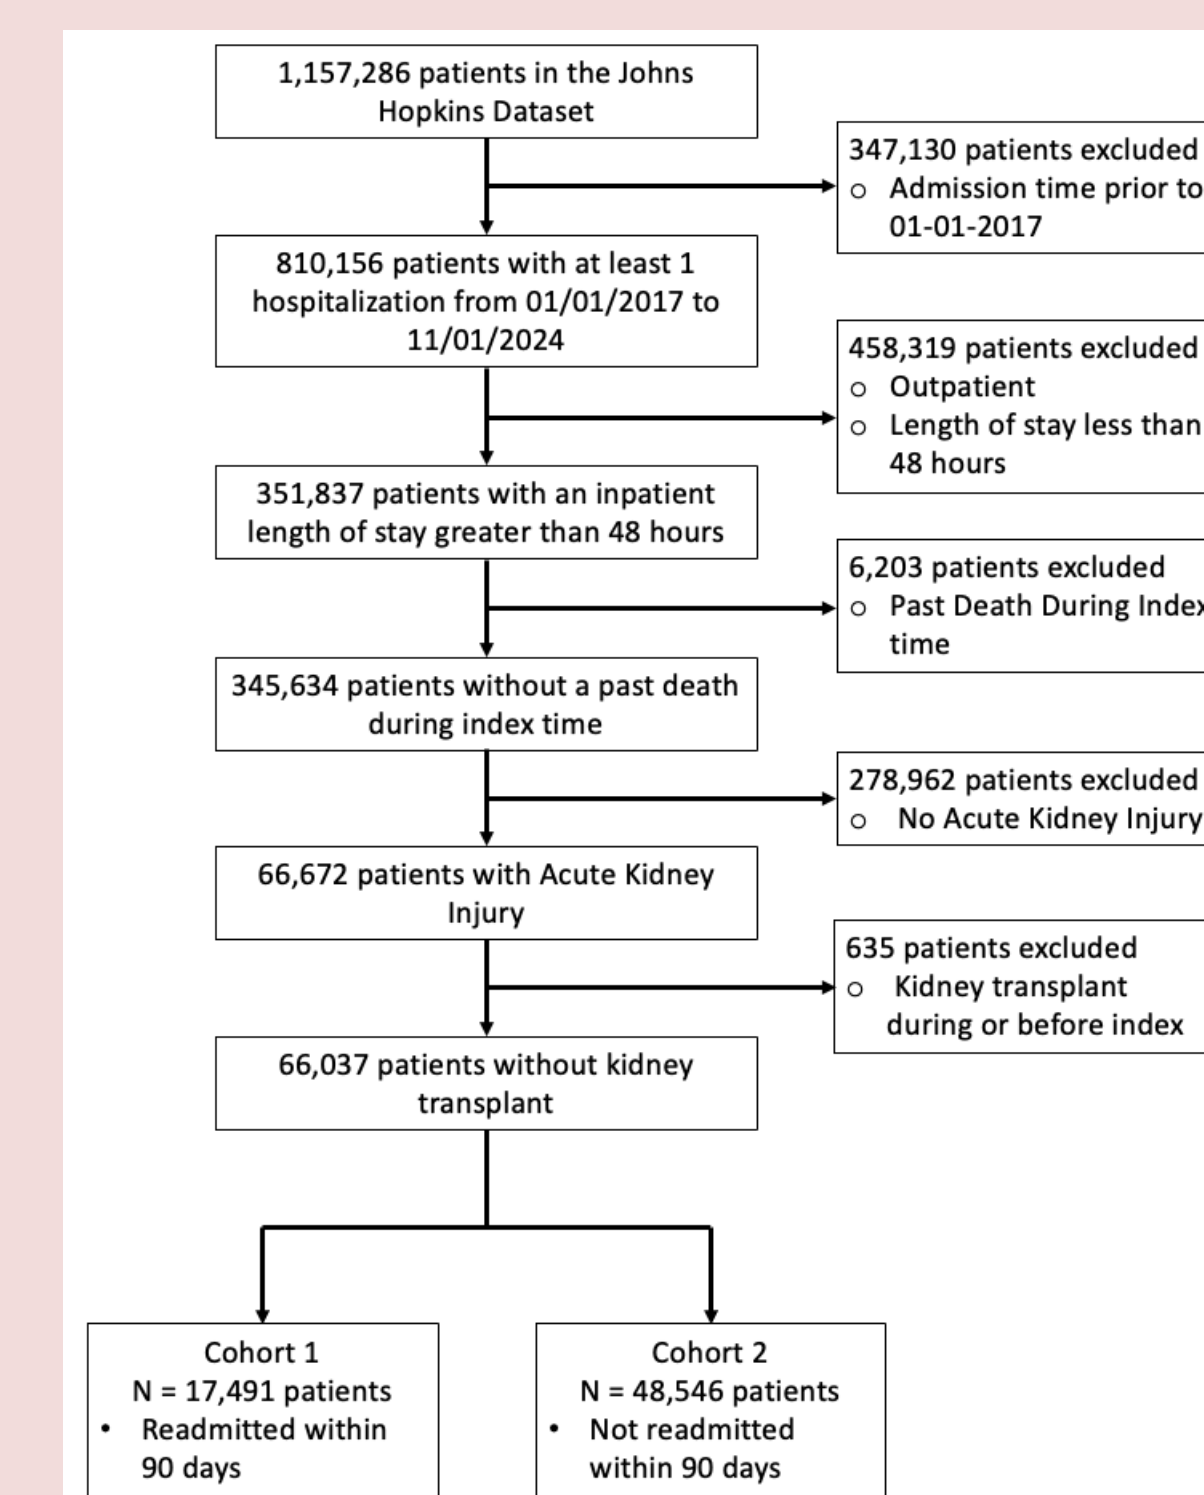 1,157,286 patients in the Johns
Hopkins Dataset
347,130 patients excluded
o Admission time prior to
01-01-2017
810,156 patients with at least 1
hospitalization from 01/01/2017 to
11/01/2024
458,319 patients excluded
o Outpatient
o Length of stay less than
48 hours
351,837 patients with an inpatient
length of stay greater than 48 hours
6,203 patients excluded
o Past Death During Index
time
345,634 patients without a past death
during index time
278,962 patients excluded
o No Acute Kidney Injury
66,672 patients with Acute Kidney
Injury
635 patients excluded
o Kidney transplant
during or before index
66,037 patients without kidney
transplant
Cohort 1
N = 17,491 patients
• Readmitted within
90 days
Cohort 2
N = 48,546 patients
• Not readmitted
within 90 days